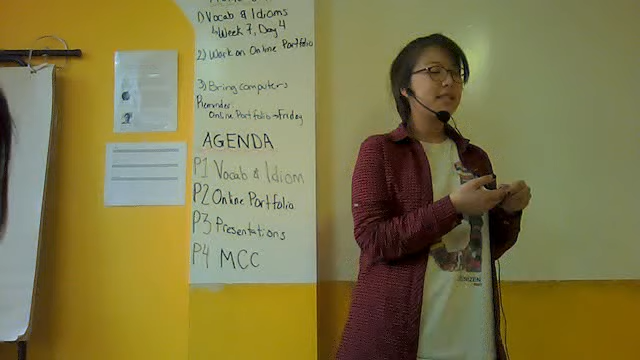 1) Vocab & Idioms
↳Week 7, Day 4
2) Work on Online Portfolio
3) Bring computers
Reminder:
Online Portfolio→Friday
AGENDA
P1 Vocab & Idiom
P2 Online Portfolio
P3 Presentations
P4 MCC